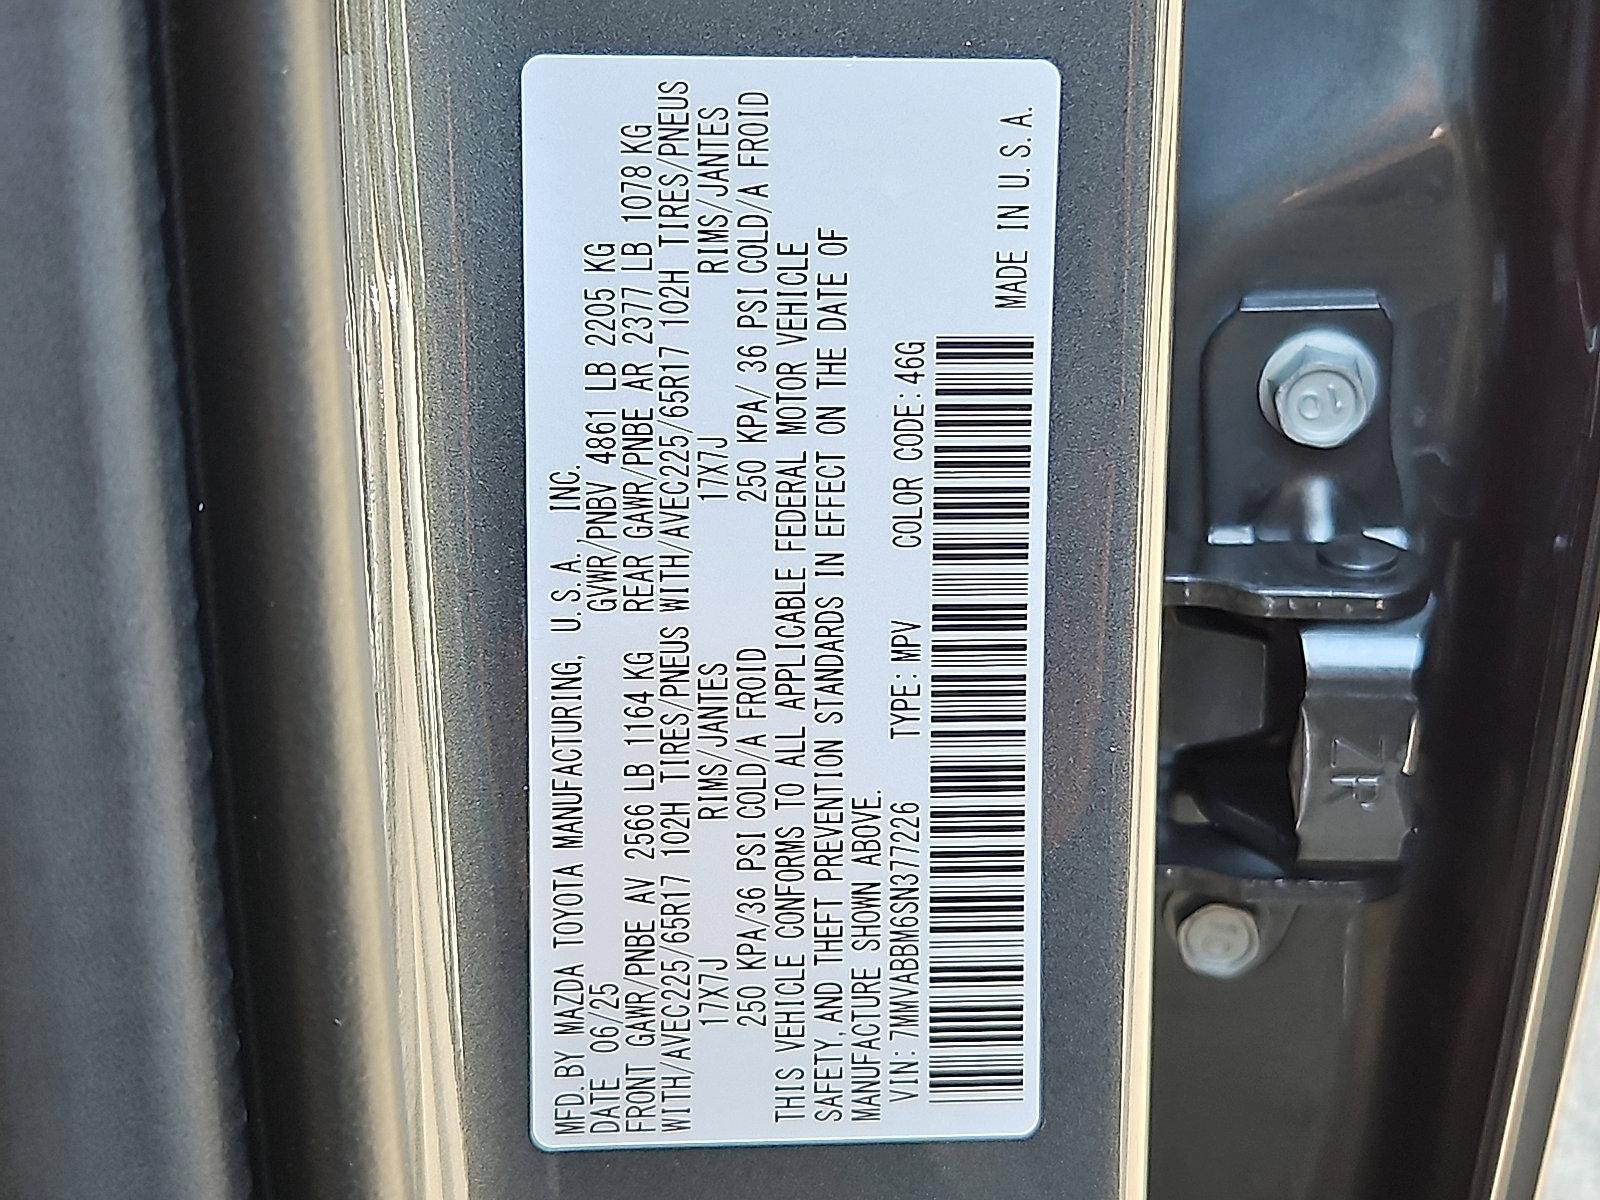 MFD.BY MAZDA TOYOTA MANUFACTURING, U.S.A. INC.
DATE 06/25 GVWR/PNBV 4861 LB 2205 KG
FRONT GAWR/PNBE AV 2566 LB 1164 KG REAR GAWR/PNBE AR 2377 LB 1078 KG
WITH/AVEC225/65R17 102H TIRES/PNEUS WITH/AVEC225/65R17 102H TIRES/PNEUS
17X7J RIMS/JANTES 17X7J RIMS/JANTES
250 KPA/36 PSI COLD/A FROID 250 KPA/ 36 PSI COLD/A FROID
THIS VEHICLE CONFORMS TO ALL APPLICABLE FEDERAL MOTOR VEHICLE
SAFETY, AND THEFT PREVENTION STANDARDS IN EFFECT ON THE DATE OF
MANUFACTURE SHOWN ABOVE.
VIN: 7MMVABBM6SN377226 TYPE: MPV COLOR CODE: 46G
MADE IN U.S.A.
10
ZR
10